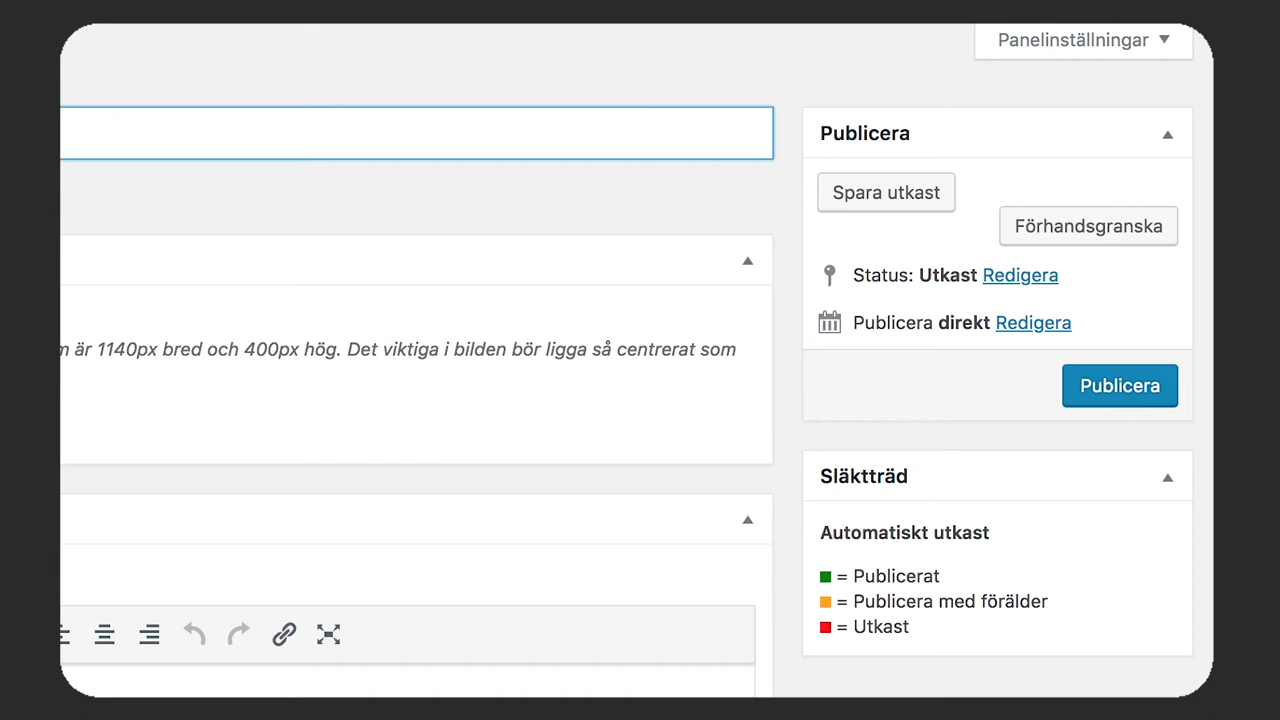 Panelinställningar
Publicera
Spara utkast
Förhandsgranska
Status: Utkast Redigera
Publicera direkt Redigera
är 1140px bred och 400px hög. Det viktiga i bilden bör ligga så centrerat som
Publicera
Släktträd
Automatiskt utkast
= Publicerat
= Publicera med förälder
= Utkast